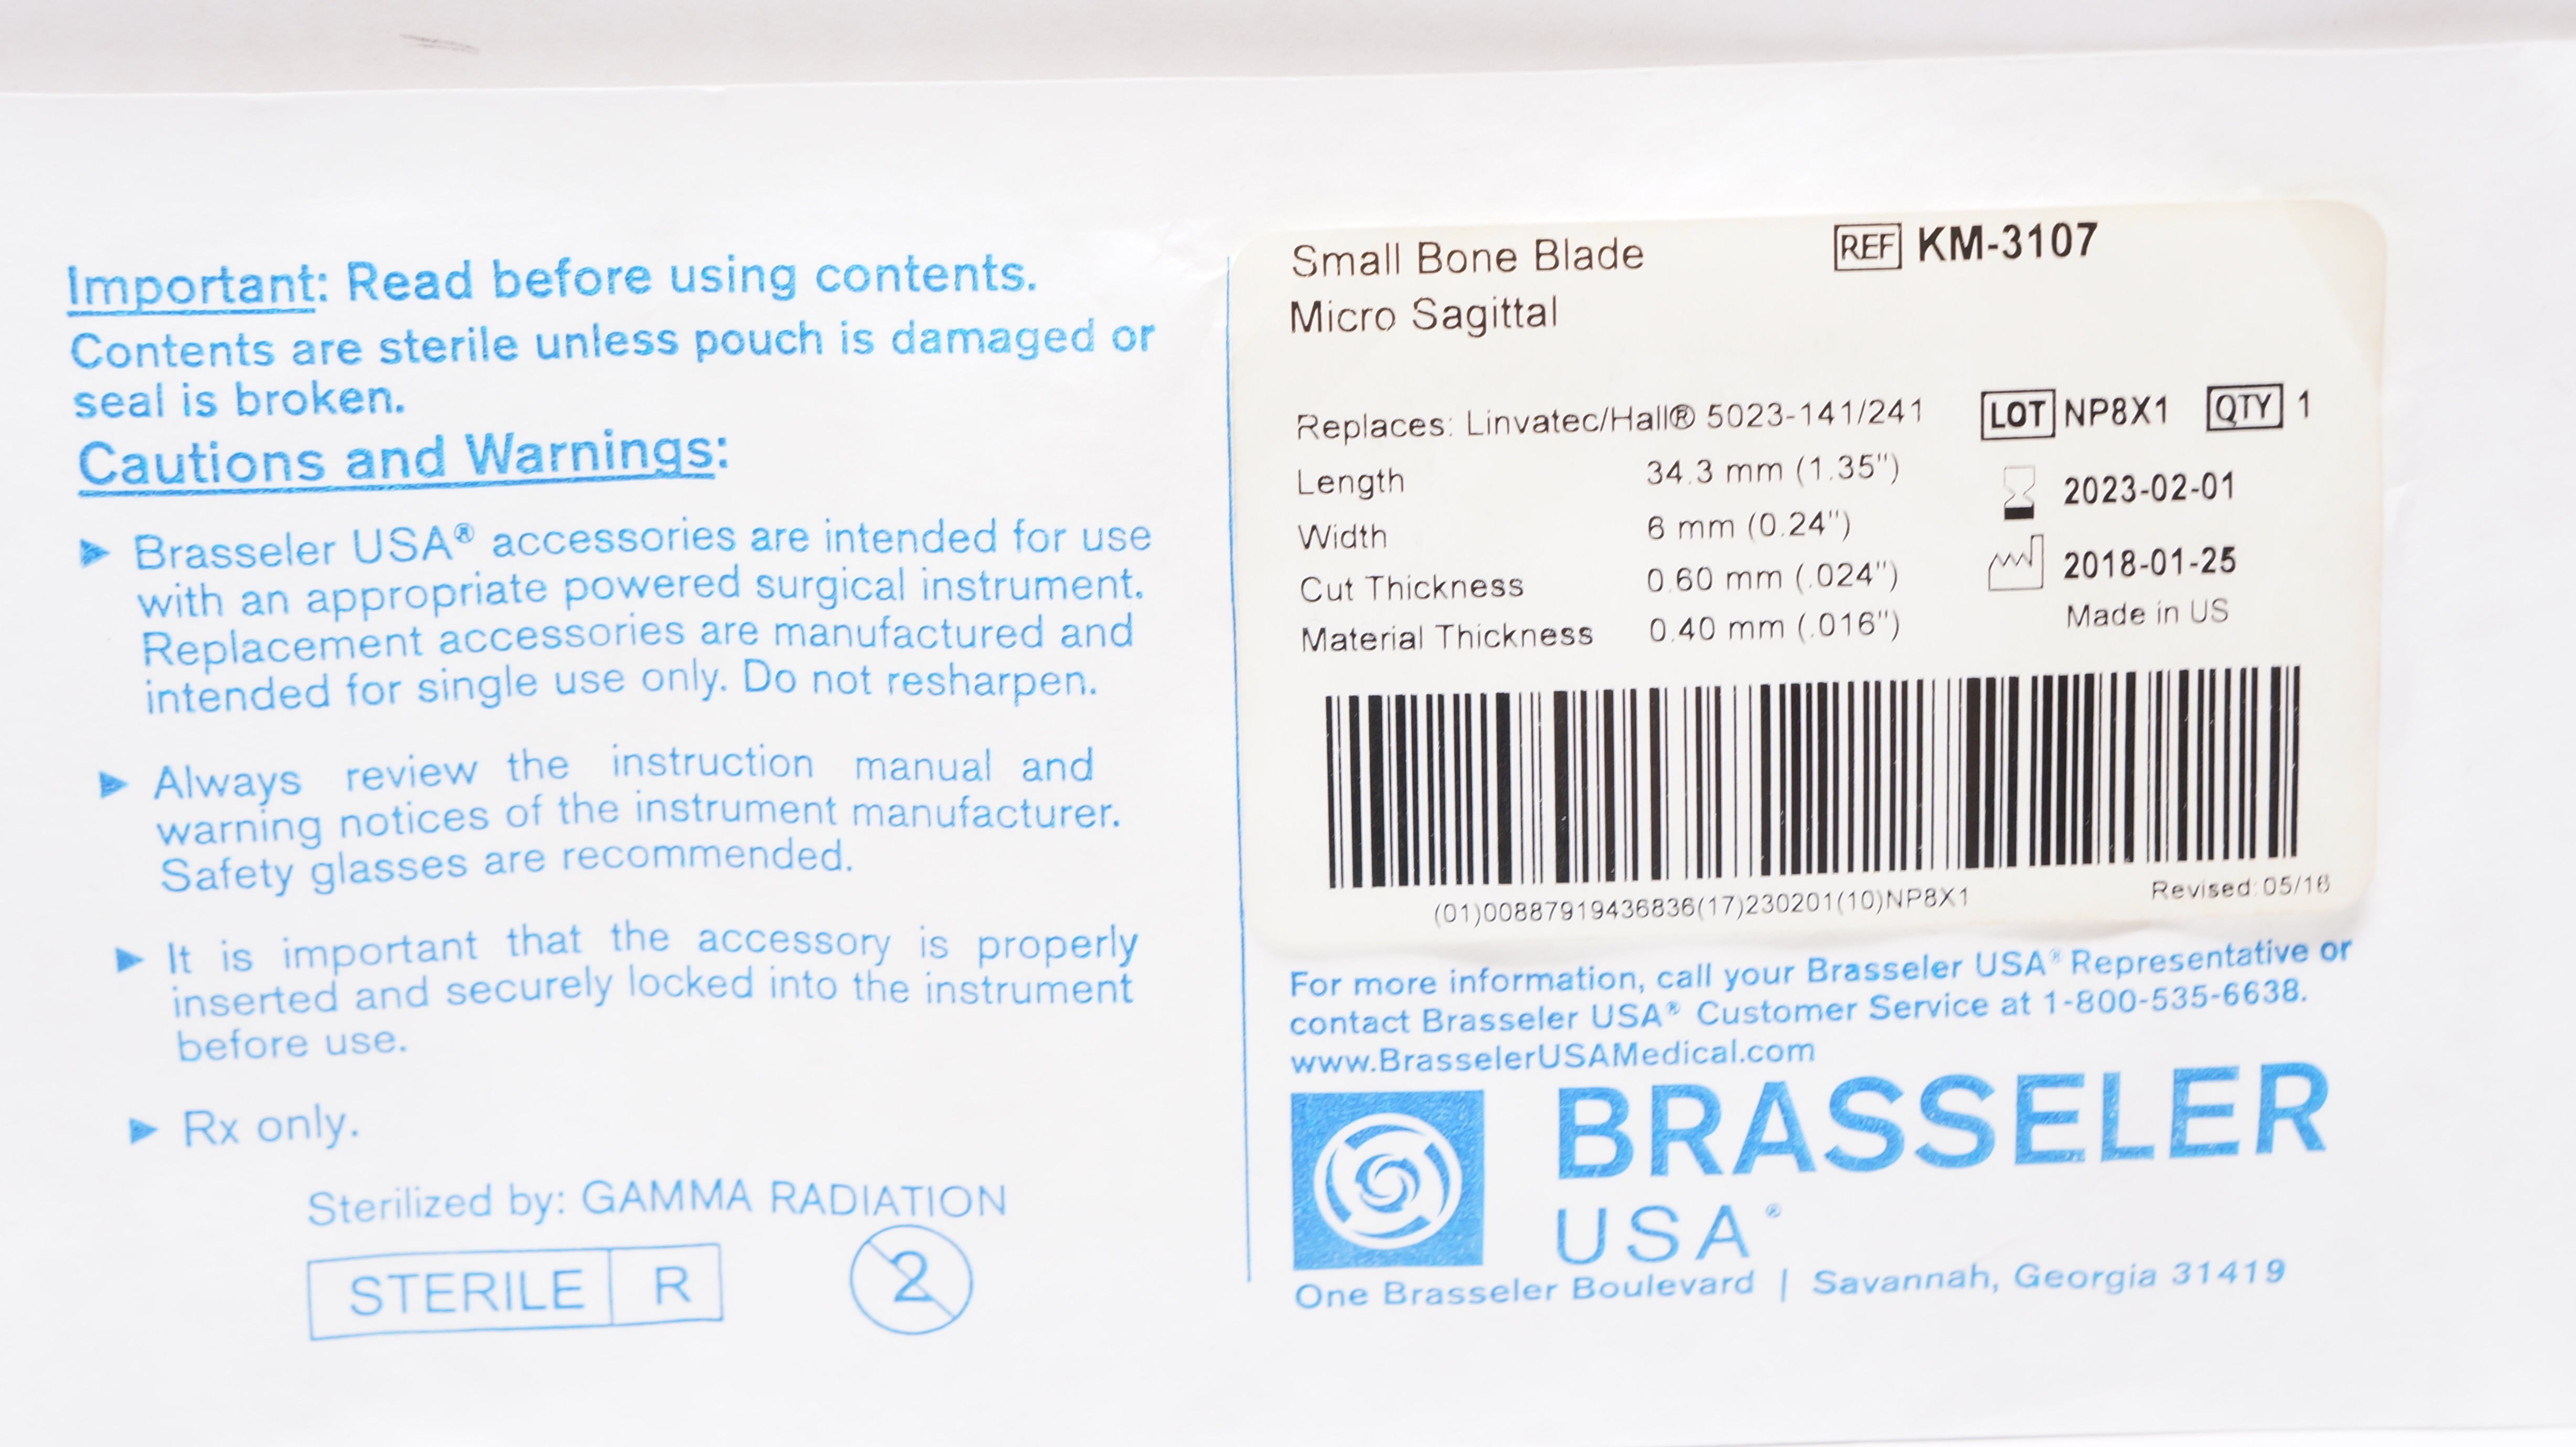 Important: Read before using contents.
Contents are sterile unless pouch is damaged or
seal is broken.
Cautions and Warnings:
▶ Brasseler USA® accessories are intended for use
with an appropriate powered surgical instrument.
Replacement accessories are manufactured and
intended for single use only. Do not resharpen.
▶ Always review the instruction manual and
warning notices of the instrument manufacturer.
Safety glasses are recommended.
▶ It is important that the accessory is properly
inserted and securely locked into the instrument
before use.
▶ Rx only.
Sterilized by: GAMMA RADIATION
STERILE R
2
Small Bone Blade
Micro Sagittal
REF KM-3107
Replaces: Linvatec/Hall® 5023-141/241
Length 34.3 mm (1.35")
Width 6 mm (0.24")
Cut Thickness 0.60 mm (.024")
Material Thickness 0.40 mm (.016")
LOT NP8X1 QTY 1
2023-02-01
2018-01-25
Made in US
(01)00887919436836(17)230201(10)NP8X1
Revised: 05/16
For more information, call your Brasseler USA® Representative or
contact Brasseler USA® Customer Service at 1-800-535-6638.
www.BrasselerUSAMedical.com
BRASSELER
USA®
One Brasseler Boulevard | Savannah, Georgia 31419